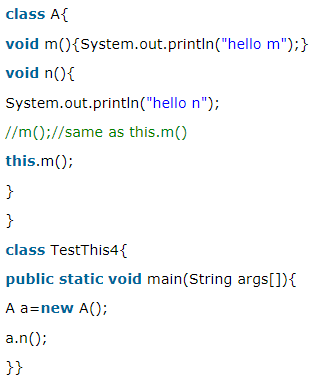 class A{
void m(){System.out.println("hello m");}
void n(){
System.out.println("hello n");
//m();//same as this.m()
this.m();
}
}
class TestThis4{
public static void main(String args[]){
A a=new A();
a.n();
}}